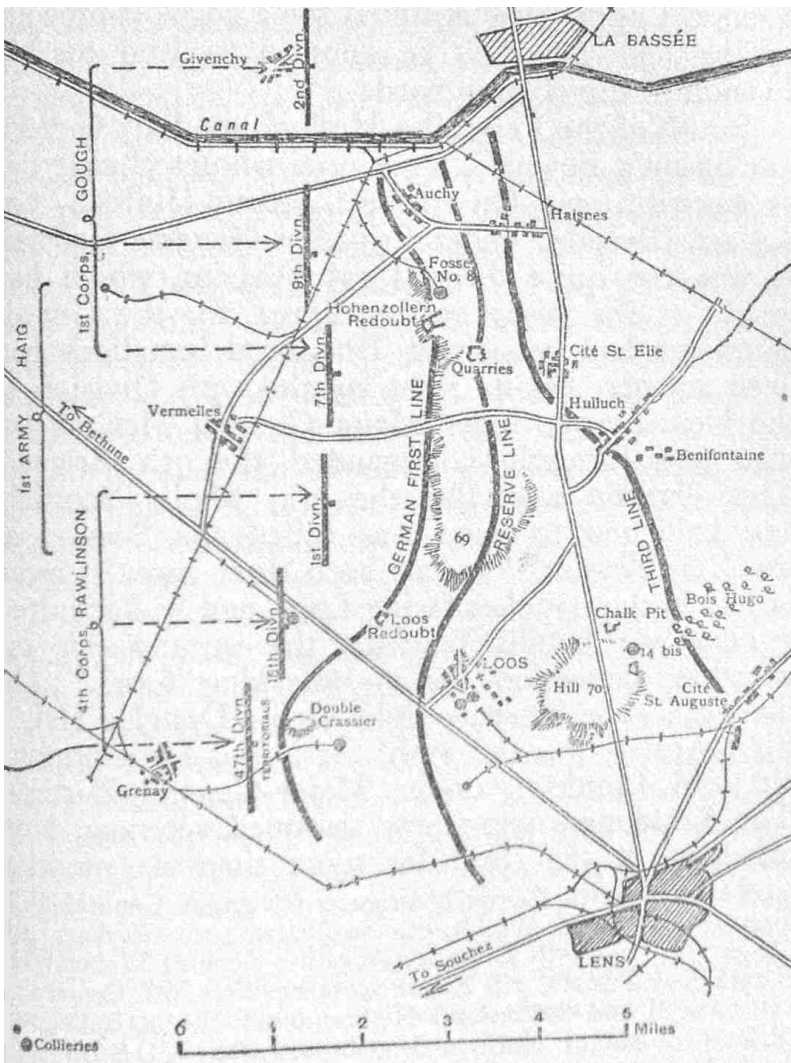 LA BASSÉE
Givenchy
2nd Divn.
Canal
1st Corps, GOUGH
Auchy
Haisnes
9th Divn.
Fosse
No. 8
Hohenzollern
Redoubt
Quarries
Cité St. Elie
7th Divn.
1st ARMY HAIG
To Bethune
Vermelles
Hulluch
Benifontaine
GERMAN FIRST LINE
RESERVE LINE
THIRD LINE
1st Divn.
69
4th Corps RAWLINSON
15th Divn.
Loos
Redoubt
Chalk Pit
Bois Hugo
14 bis
LOOS
Hill 70
Cité
St. Auguste
Double
Crassier
47th Divn.
TERRITORIALS
Grenay
To Souchez
LENS
Collieries
6 2 3 4 5
Miles